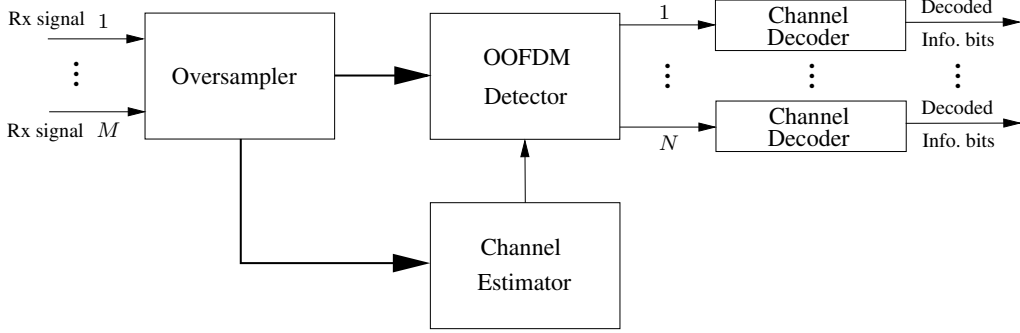 Rx signal 1
⋮
Rx signal M
Oversampler
OOFDM
Detector
Channel
Estimator
1
⋮
N
Channel
Decoder
⋮
Channel
Decoder
Decoded
Info. bits
⋮
Decoded
Info. bits